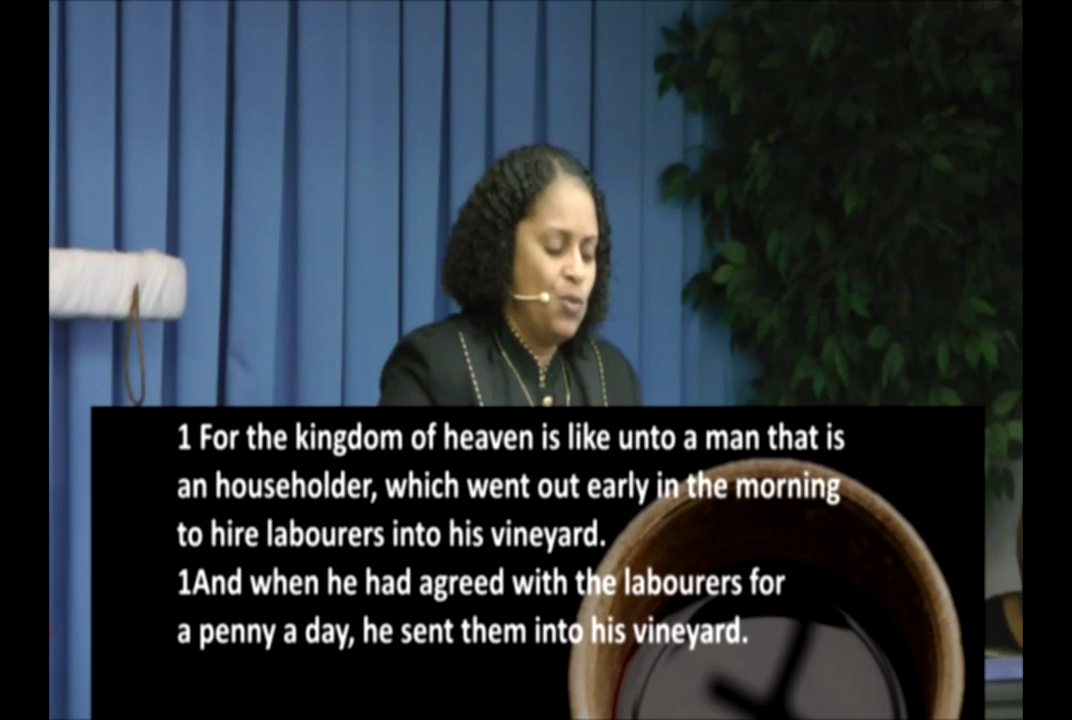 1 For the kingdom of heaven is like unto a man that is
an householder, which went out early in the morning
to hire labourers into his vineyard.
1And when he had agreed with the labourers for
a penny a day, he sent them into his vineyard.